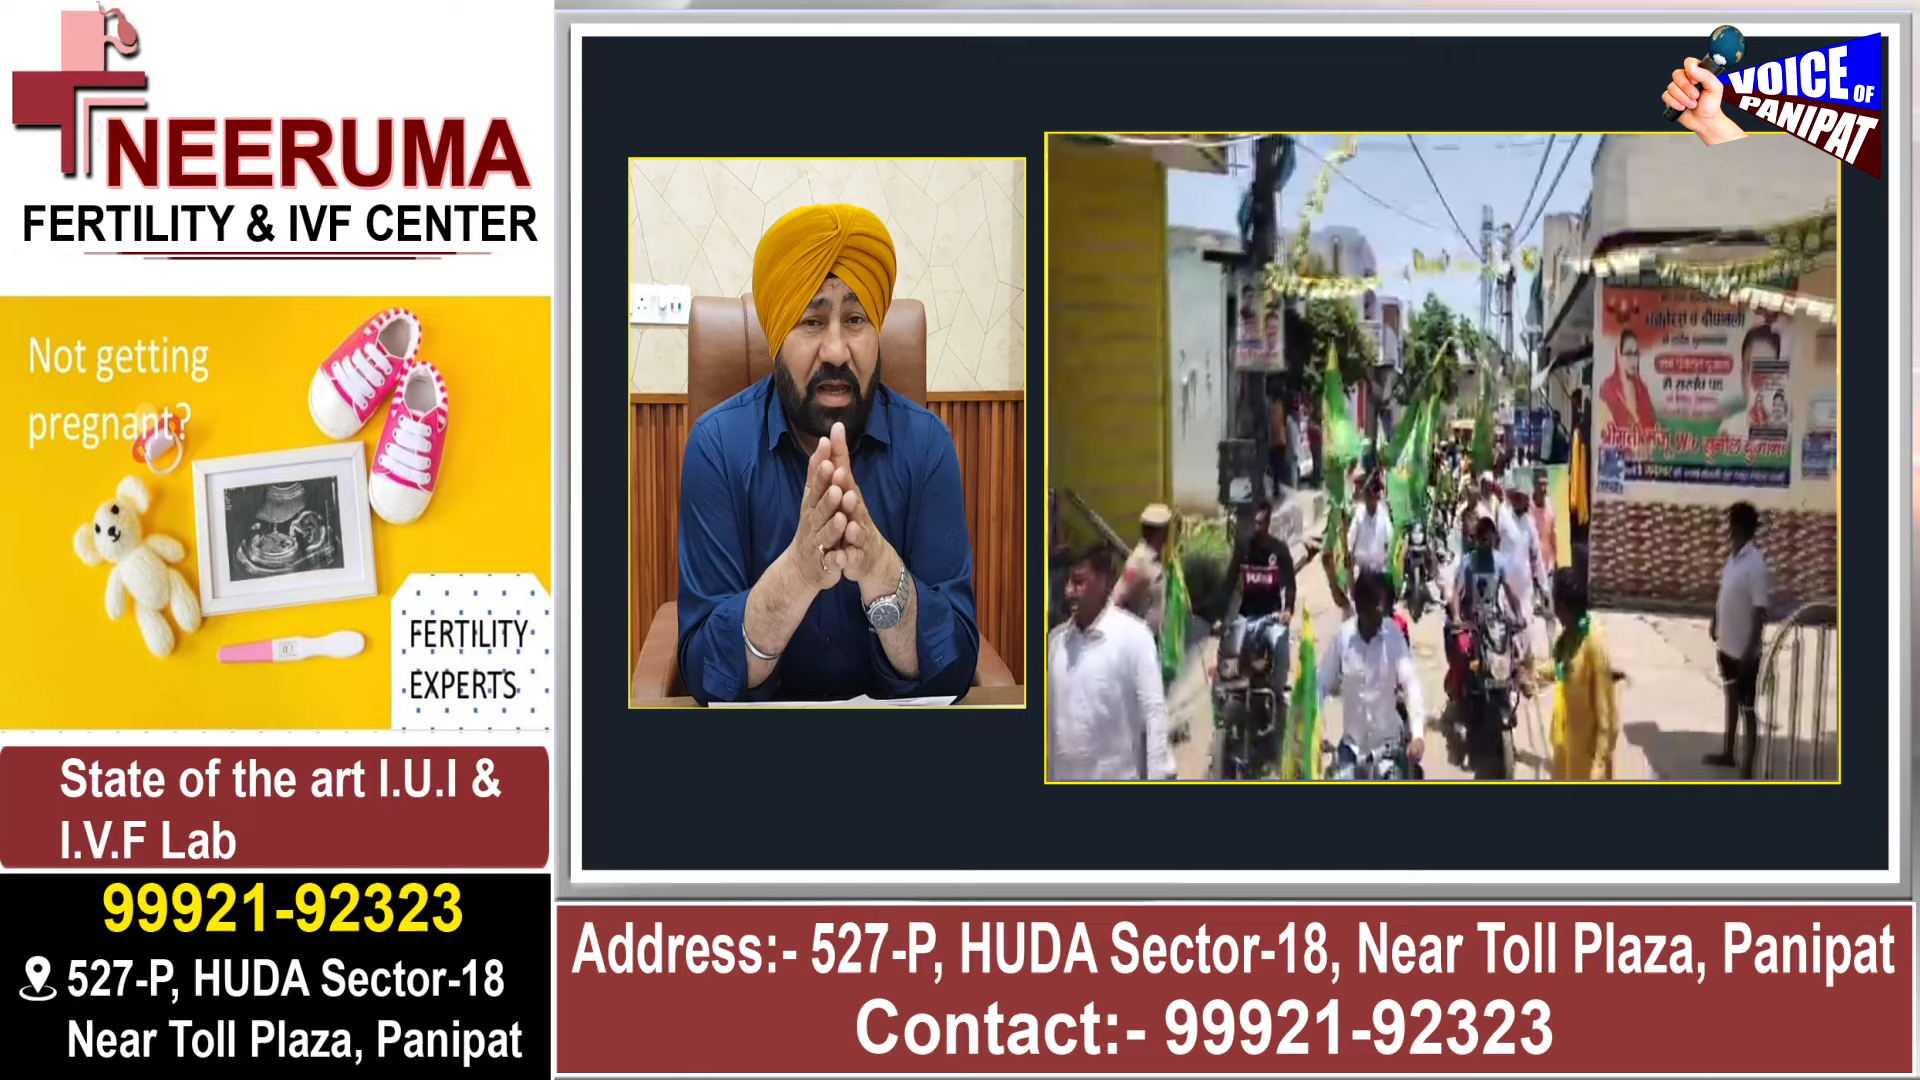 NEERUMA
FERTILITY & IVF CENTER
Not getting
pregnant?
FERTILITY
EXPERTS
State of the art I.U.I &
I.V.F Lab
99921-92323
527-P, HUDA Sector-18
Near Toll Plaza, Panipat
VOICE OF
PANIPAT
Address:- 527-P, HUDA Sector-18, Near Toll Plaza, Panipat
Contact:- 99921-92323